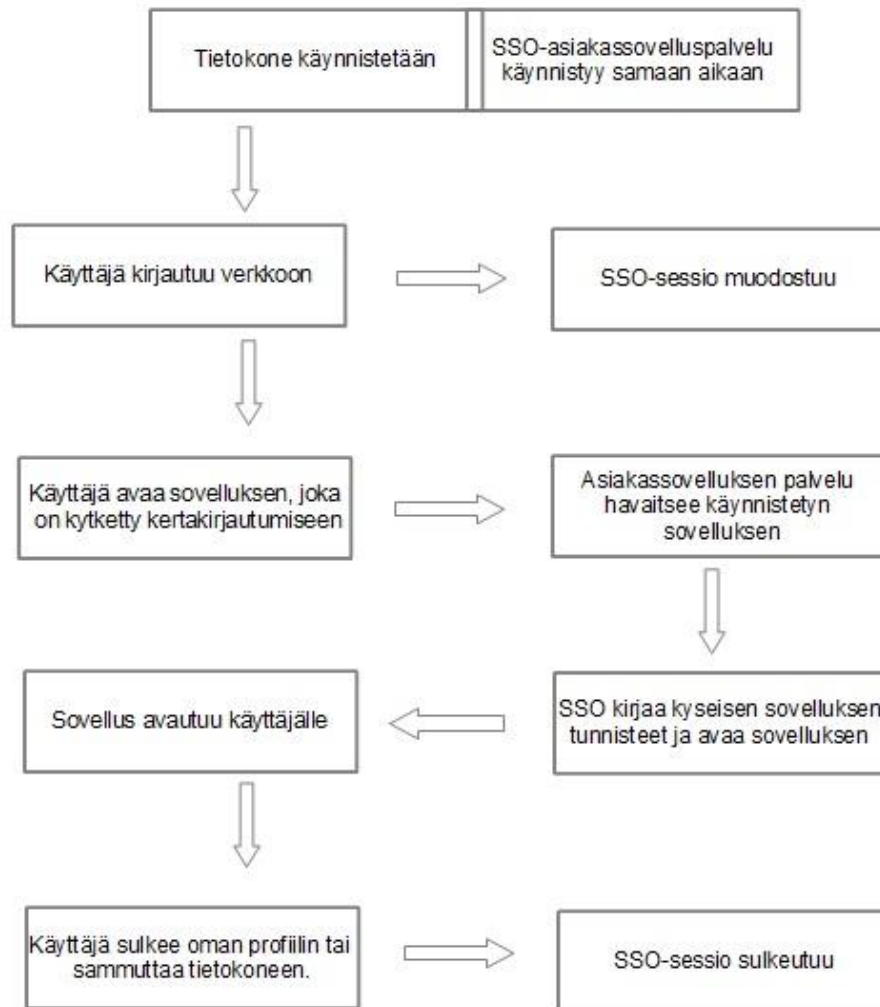 Tietokone käynnistetään
SSO-asiakassovelluspalvelu
käynnistyy samaan aikaan
Käyttäjä kirjautuu verkkoon
SSO-sessio muodostuu
Käyttäjä avaa sovelluksen, joka
on kytketty kertakirjautumiseen
Asiakassovelluksen palvelu
havaitsee käynnistetyn
sovelluksen
SSO kirjaa kyseisen sovelluksen
tunnisteet ja avaa sovelluksen
Sovellus avautuu käyttäjälle
Käyttäjä sulkee oman profiilin tai
sammuttaa tietokoneen.
SSO-sessio sulkeutuu